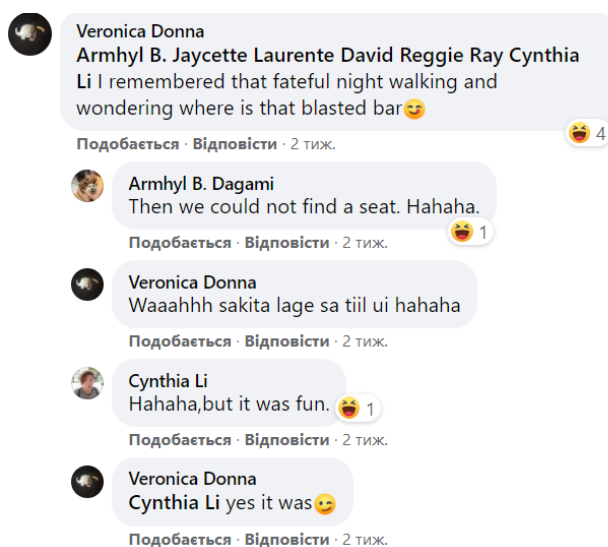 Veronica Donna
Armhyl B. Jaycette Laurente David Reggie Ray Cynthia
Li I remembered that fateful night walking and
wondering where is that blasted bar😊
4
Подобається · Відповісти · 2 тиж.
Armhyl B. Dagami
Then we could not find a seat. Hahaha.
1
Подобається · Відповісти · 2 тиж.
Veronica Donna
Waaahhh sakita lage sa tiil ui hahaha
Подобається · Відповісти · 2 тиж.
Cynthia Li
Hahaha,but it was fun.
1
Подобається · Відповісти · 2 тиж.
Veronica Donna
Cynthia Li yes it was😉
Подобається · Відповісти · 2 тиж.